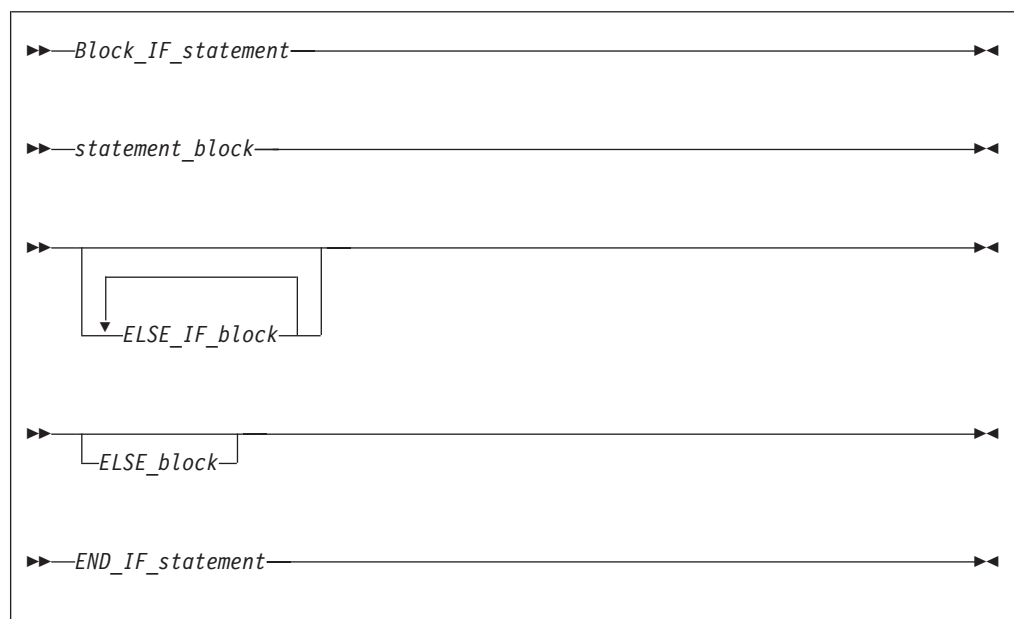 Block_IF_statement
statement_block
ELSE_IF_block
ELSE_block
END_IF_statement